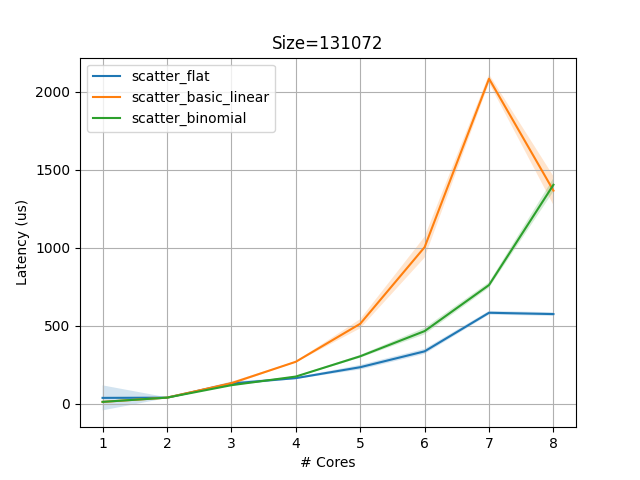 Size=131072
scatter_flat
scatter_basic_linear
scatter_binomial
Latency (us)
2000
1500
1000
500
0
1 2 3 4 5 6 7 8
# Cores